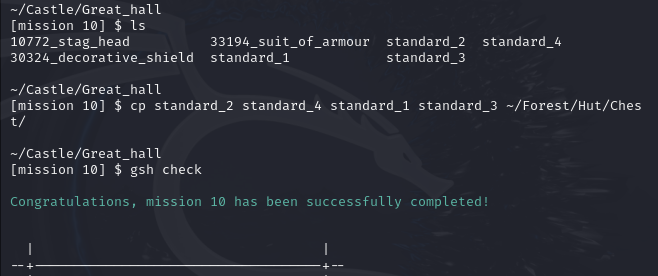 ~/Castle/Great_hall
[mission 10] $ ls
10772_stag_head          33194_suit_of_armour  standard_2  standard_4
30324_decorative_shield  standard_1            standard_3
~/Castle/Great_hall
[mission 10] $ cp standard_2 standard_4 standard_1 standard_3 ~/Forest/Hut/Ches
t/
~/Castle/Great_hall
[mission 10] $ gsh check
Congratulations, mission 10 has been successfully completed!